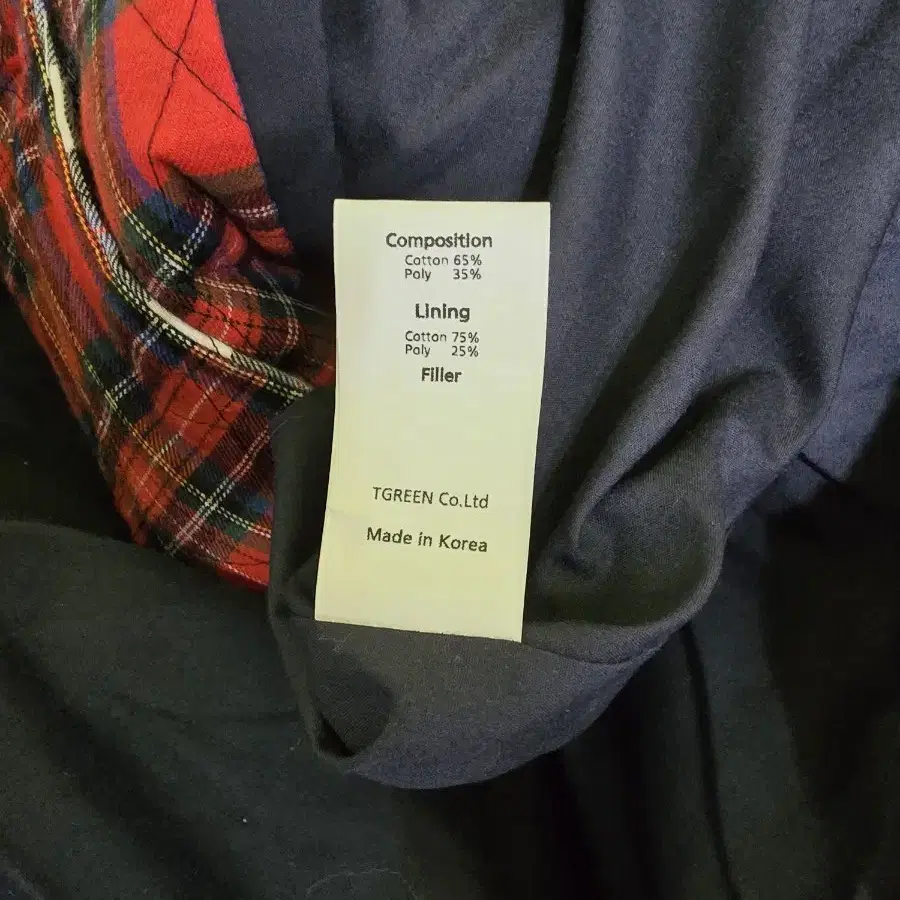 Composition
Cotton 65%
Poly 35%
Lining
Cotton 75%
Poly 25%
Filler
TGREEN Co.Ltd
Made in Korea